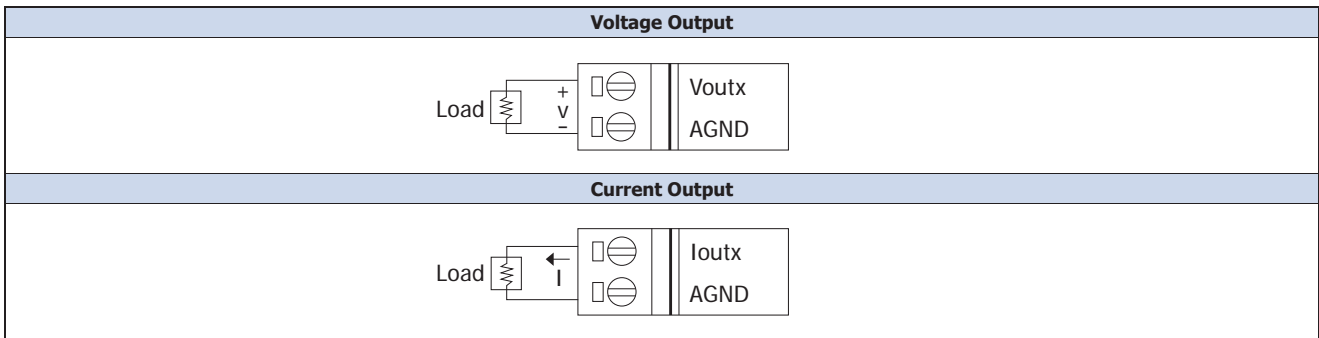 Voltage Output
Load
+
V
–
Voutx
AGND
Current Output
Load
I
Ioutx
AGND